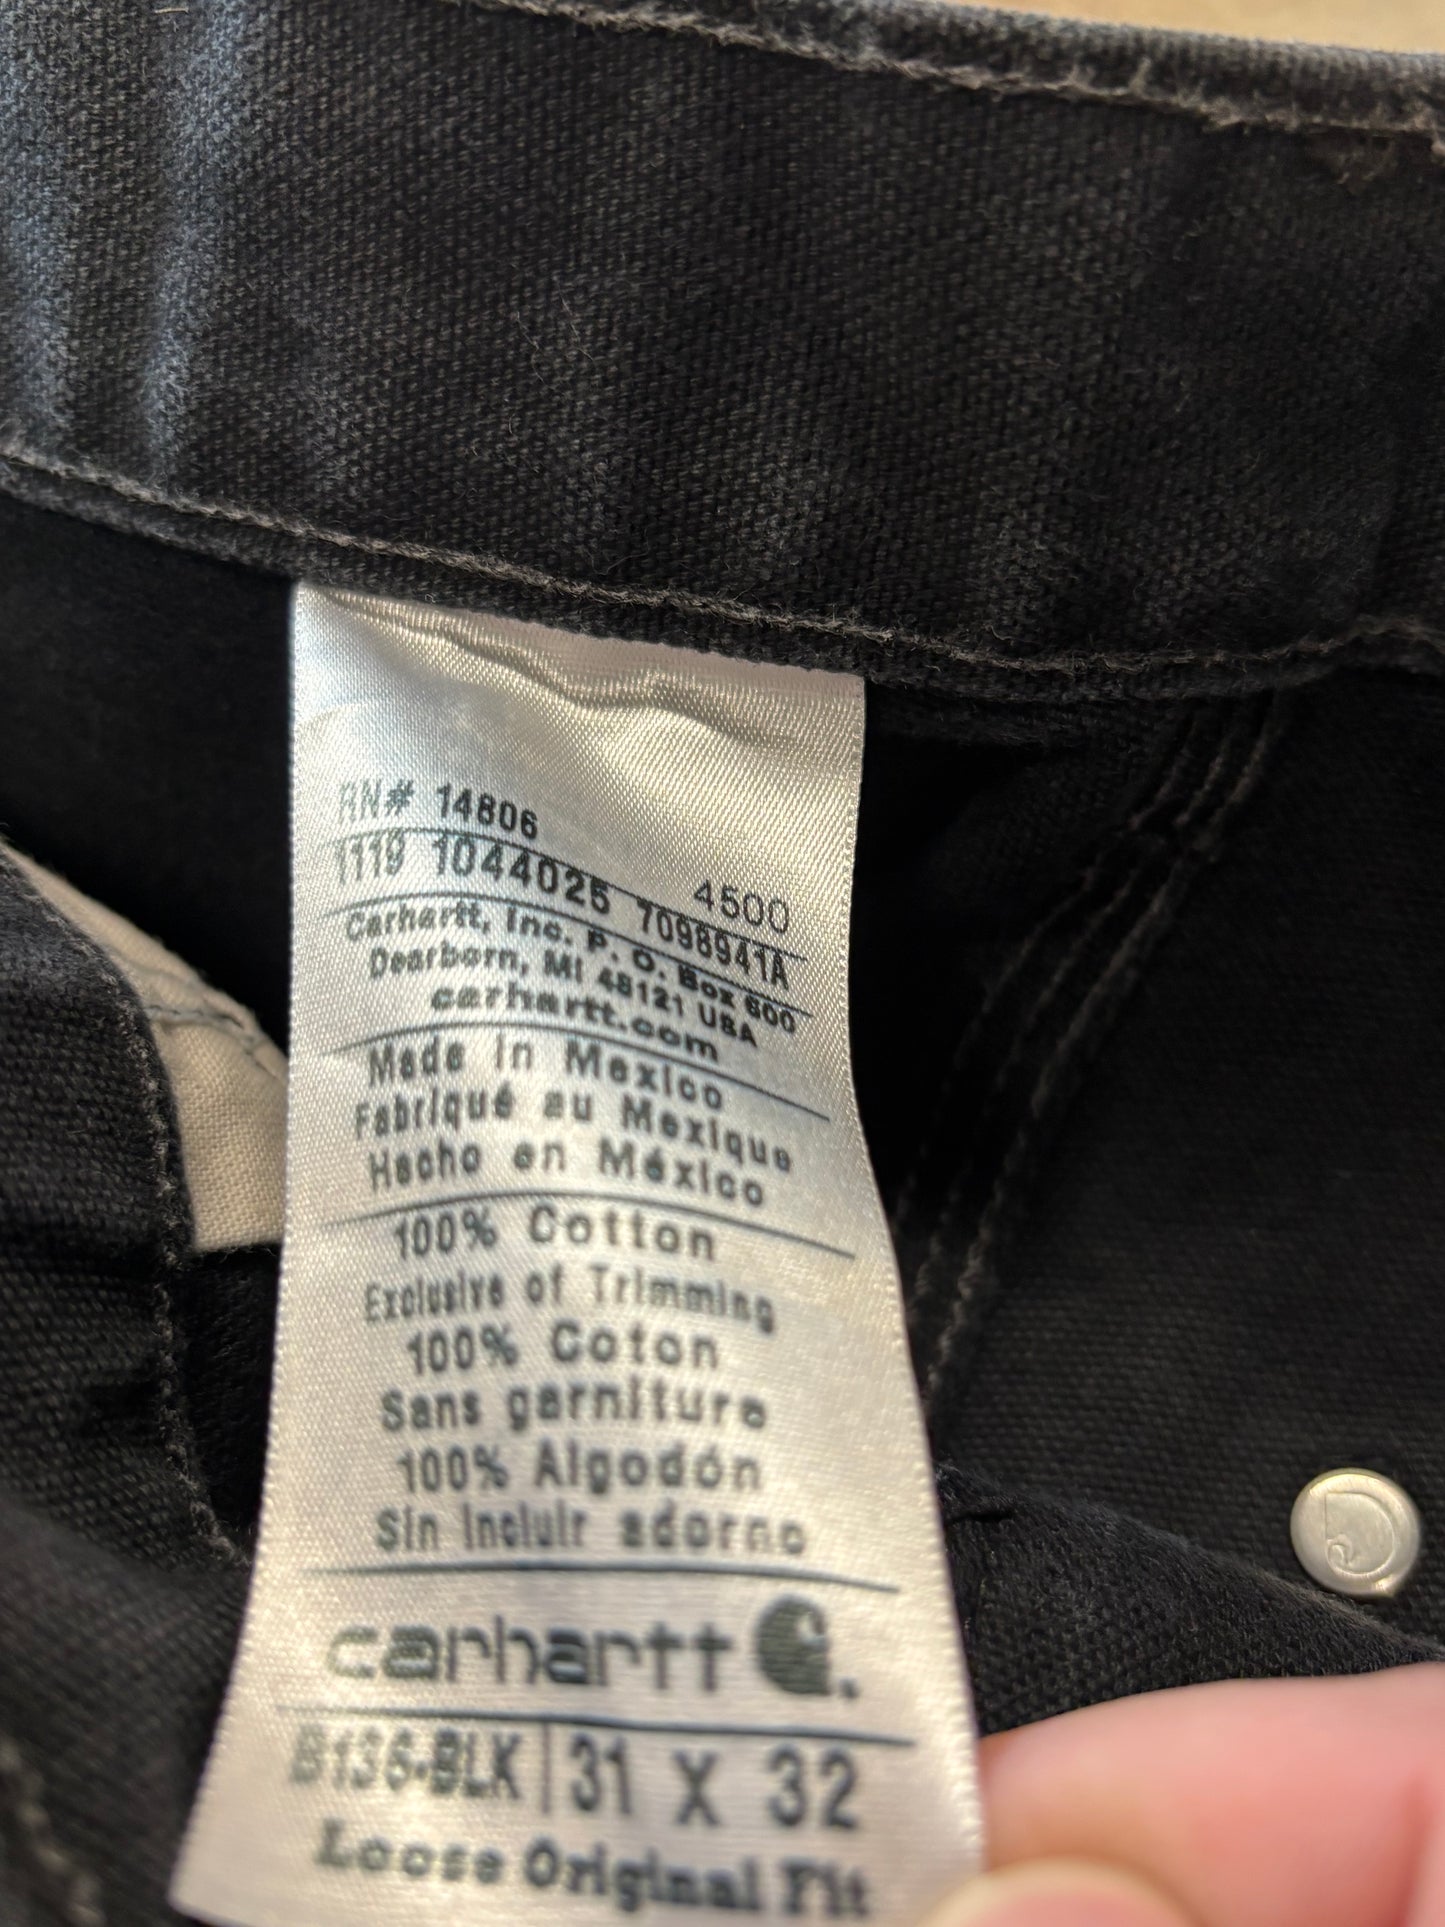 RN# 14806
4500
1119 1044025 7098941A
Carhartt, Inc. P. O. Box 600
Dearborn, MI 48121 USA
carhartt.com
Made in Mexico
Fabriqué au Mexique
Hecho en México
100% Cotton
Exclusive of Trimming
100% Coton
Sans garniture
100% Algodón
Sin Incluir adorno
carhartt
B136-BLK 31 X 32
Loose Original Fit